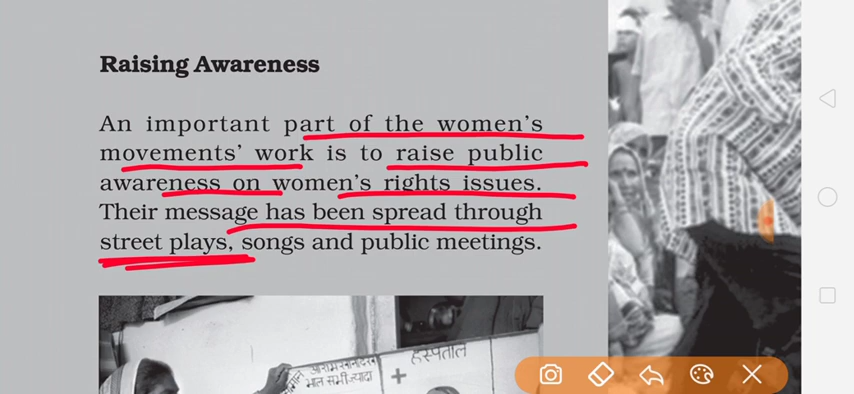 Raising Awareness
An important part of the women's
movements' work is to raise public
awareness on women's rights issues.
Their message has been spread through
street plays, songs and public meetings.
हस्पताल